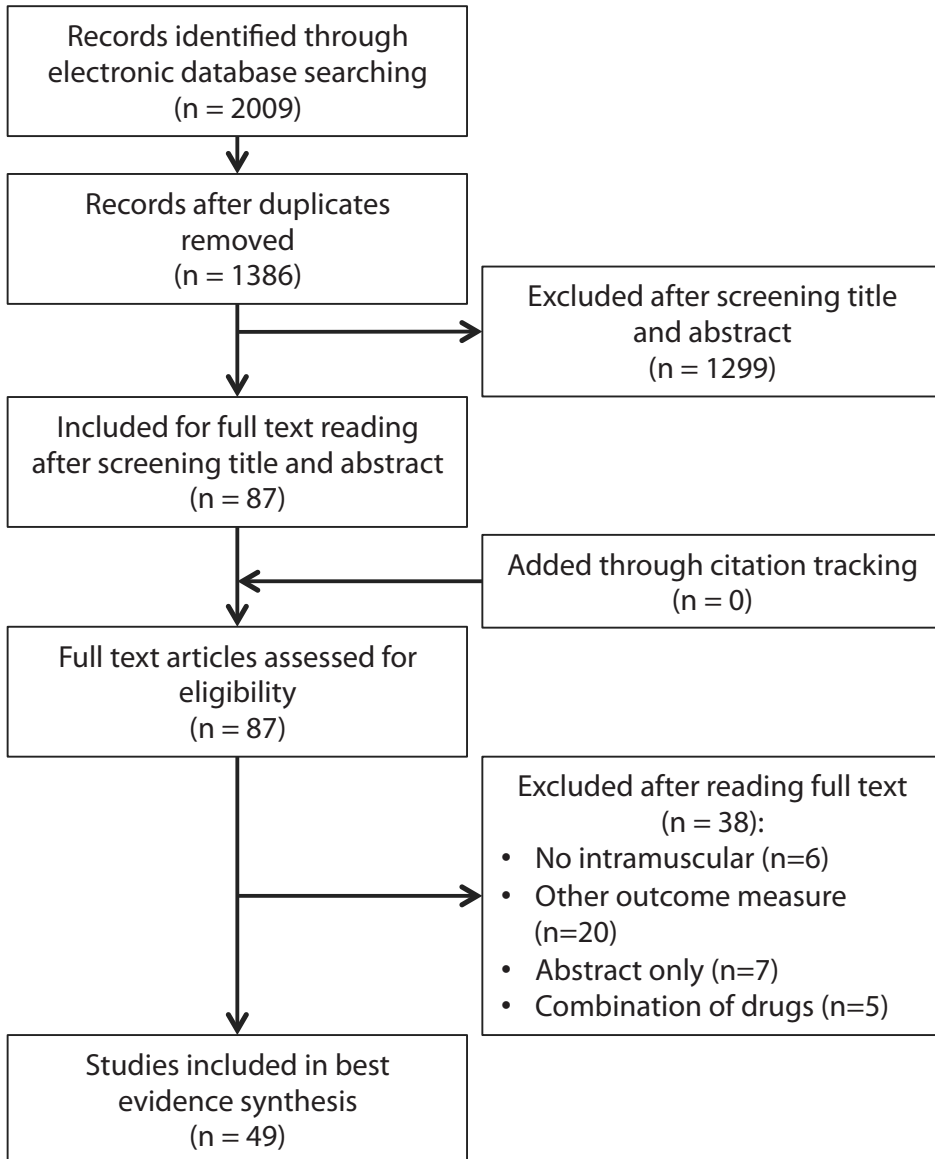 Records identified through
electronic database searching
(n = 2009)
Records after duplicates
removed
(n = 1386)
Excluded after screening title
and abstract
(n = 1299)
Included for full text reading
after screening title and abstract
(n = 87)
Added through citation tracking
(n = 0)
Full text articles assessed for
eligibility
(n = 87)
Excluded after reading full text
(n = 38):
• No intramuscular (n=6)
• Other outcome measure
(n=20)
• Abstract only (n=7)
• Combination of drugs (n=5)
Studies included in best
evidence synthesis
(n = 49)